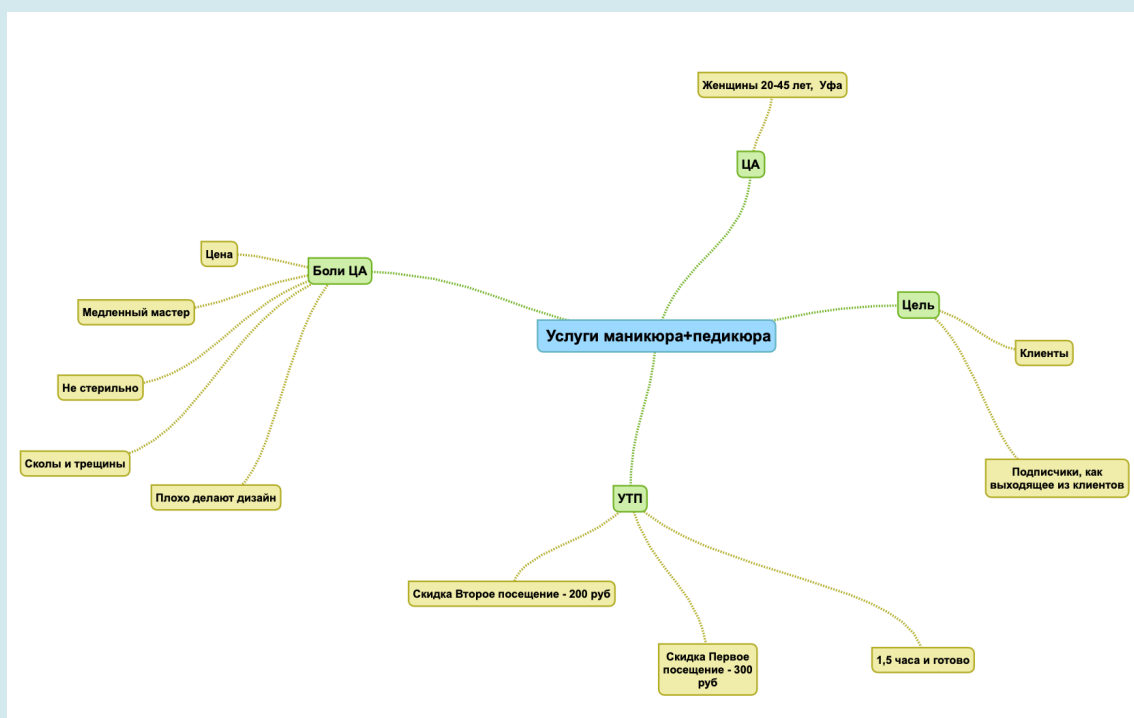 Женщины 20-45 лет, Уфа
ЦА
Цена
Боли ЦА
Медленный мастер
Не стерильно
Сколы и трещины
Плохо делают дизайн
Услуги маникюра+педикюра
Цель
Клиенты
Подписчики, как
выходящее из клиентов
УТП
Скидка Второе посещение - 200 руб
Скидка Первое
посещение - 300
руб
1,5 часа и готово